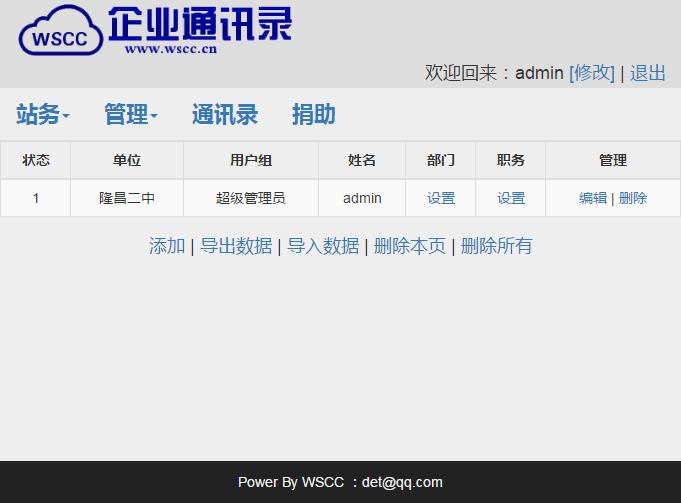 WSCC 企业通讯录
www.wscc.cn
欢迎回来：admin [修改] | 退出
站务 管理 通讯录 捐助
状态 单位 用户组 姓名 部门 职务 管理
1 隆昌二中 超级管理员 admin 设置 设置 编辑 | 删除
添加 | 导出数据 | 导入数据 | 删除本页 | 删除所有
Power By WSCC ：det@qq.com